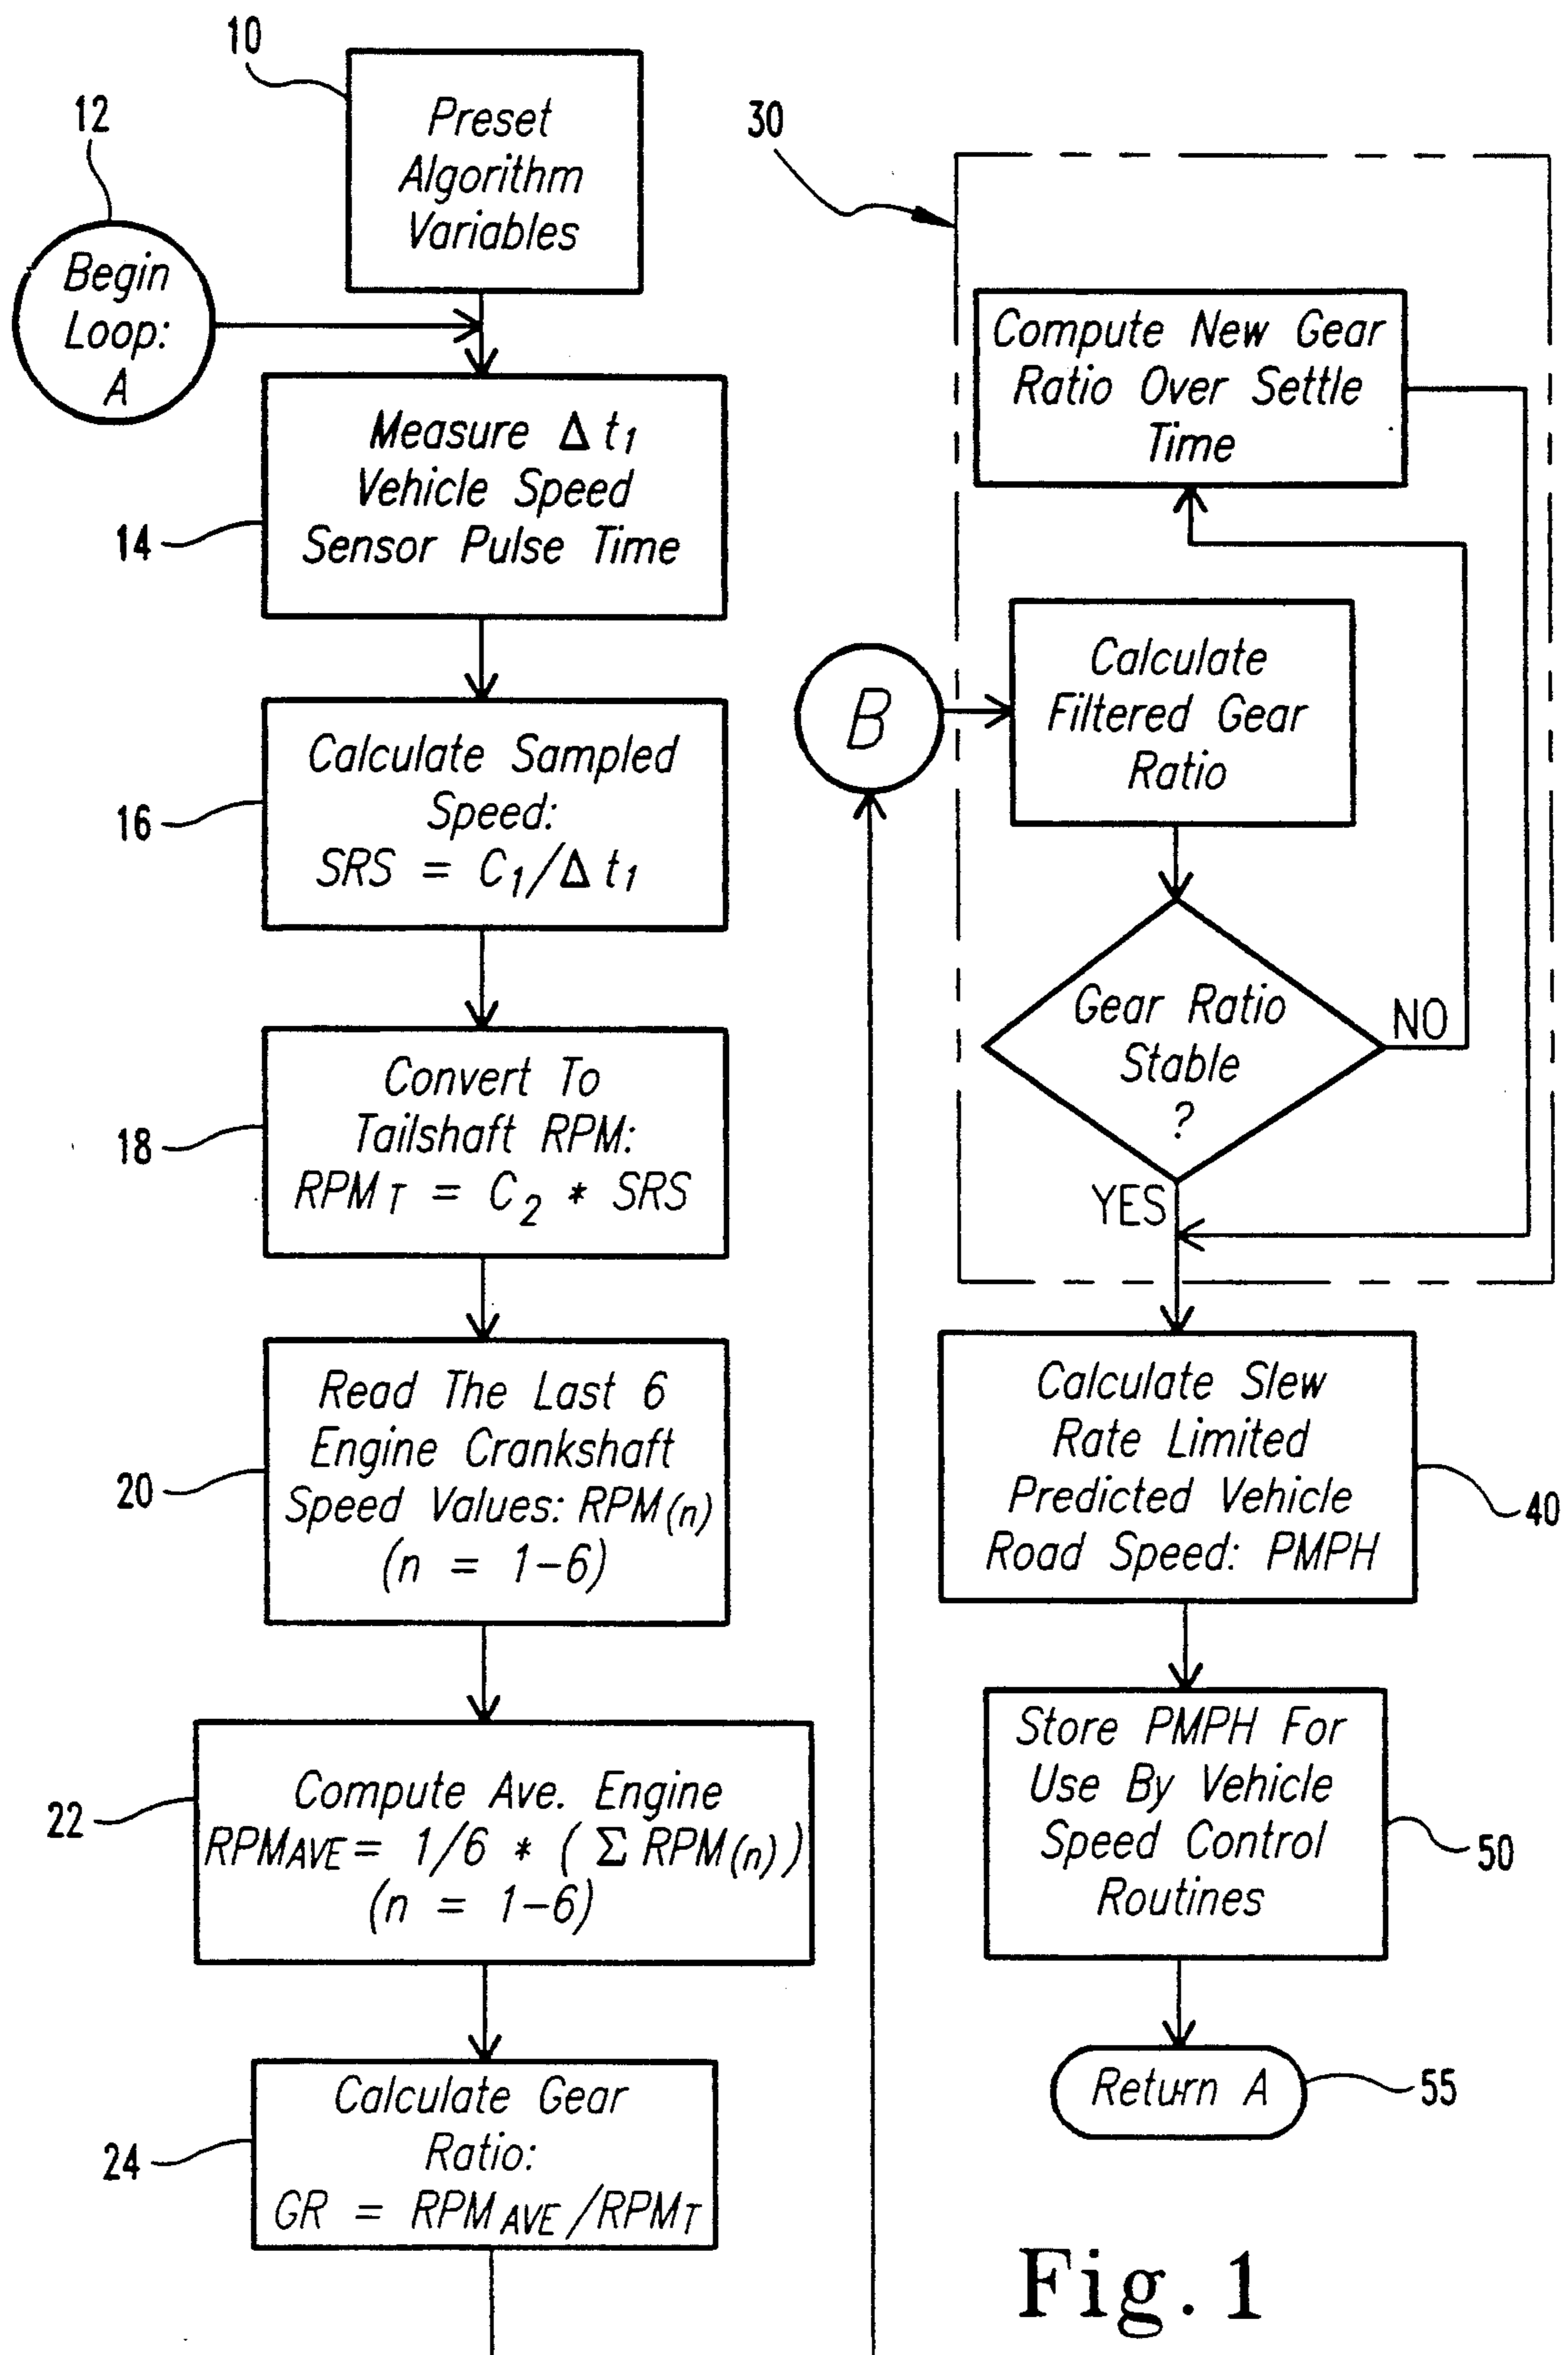 10
Preset
Algorithm
Variables
12
Begin
Loop:
A
Measure Δ t1
Vehicle Speed
Sensor Pulse Time
14
Calculate Sampled
Speed:
SRS = C1/Δ t1
16
Convert To
Tailshaft RPM:
RPMT = C2 * SRS
18
Read The Last 6
Engine Crankshaft
Speed Values: RPM(n)
(n = 1-6)
20
Compute Ave. Engine
RPMAVE = 1/6 * ( Σ RPM(n))
(n = 1-6)
22
Calculate Gear
Ratio:
GR = RPMAVE/RPMT
24
30
Compute New Gear
Ratio Over Settle
Time
B
Calculate
Filtered Gear
Ratio
Gear Ratio
Stable
?
NO
YES
Calculate Slew
Rate Limited
Predicted Vehicle
Road Speed: PMPH
40
Store PMPH For
Use By Vehicle
Speed Control
Routines
50
Return A
55
Fig. 1